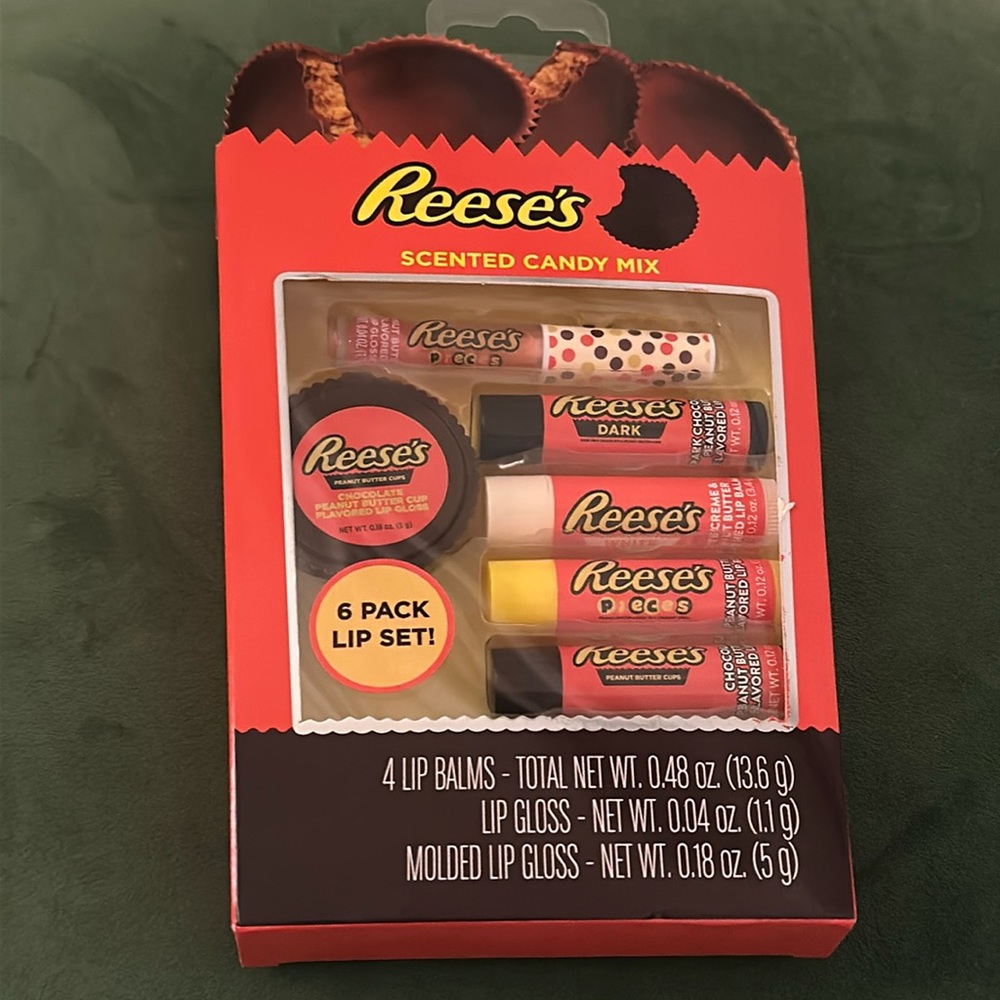 Reese's
SCENTED CANDY MIX
Reese's
Reese's
DARK
Reese's
PEANUT BUTTER CUPS
CHOCOLATE
PEANUT BUTTER CUP
FLAVORED LIP GLOSS
NET WT. 0.18 oz. (5 g)
Reese's
Reese's
pieces
Reese's
PEANUT BUTTER CUPS
6 PACK
LIP SET!
4 LIP BALMS - TOTAL NET WT. 0.48 oz. (13.6 g)
LIP GLOSS - NET WT. 0.04 oz. (1.1 g)
MOLDED LIP GLOSS - NET WT. 0.18 oz. (5 g)